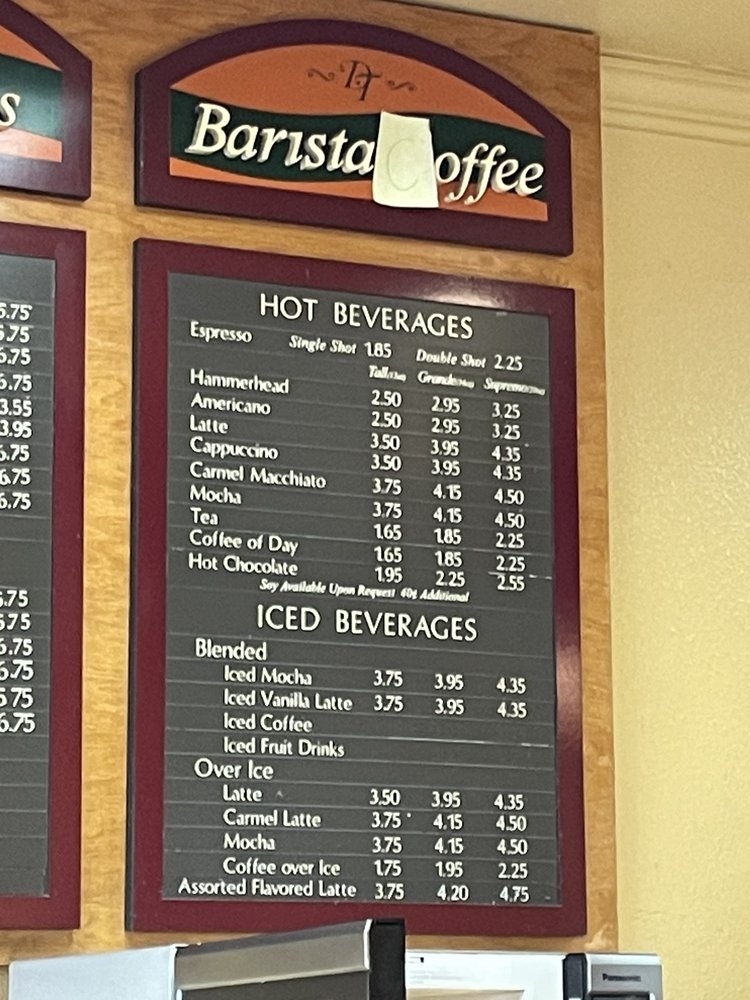 DT
Barista Coffee
HOT BEVERAGES
Espresso Single Shot 1.85 Double Shot 2.25
Tall Grande Supremo
Hammerhead 2.50 2.95 3.25
Americano 2.50 2.95 3.25
Latte 3.50 3.95 4.35
Cappuccino 3.50 3.95 4.35
Carmel Macchiato 3.75 4.15 4.50
Mocha 3.75 4.15 4.50
Tea 1.65 1.85 2.25
Coffee of Day 1.65 1.85 2.25
Hot Chocolate 1.95 2.25 2.55
Soy Available Upon Request 40¢ Additional
ICED BEVERAGES
Blended
Iced Mocha 3.75 3.95 4.35
Iced Vanilla Latte 3.75 3.95 4.35
Iced Coffee
Iced Fruit Drinks
Over Ice
Latte 3.50 3.95 4.35
Carmel Latte 3.75 4.15 4.50
Mocha 3.75 4.15 4.50
Coffee over Ice 1.75 1.95 2.25
Assorted Flavored Latte 3.75 4.20 4.75
Panasonic